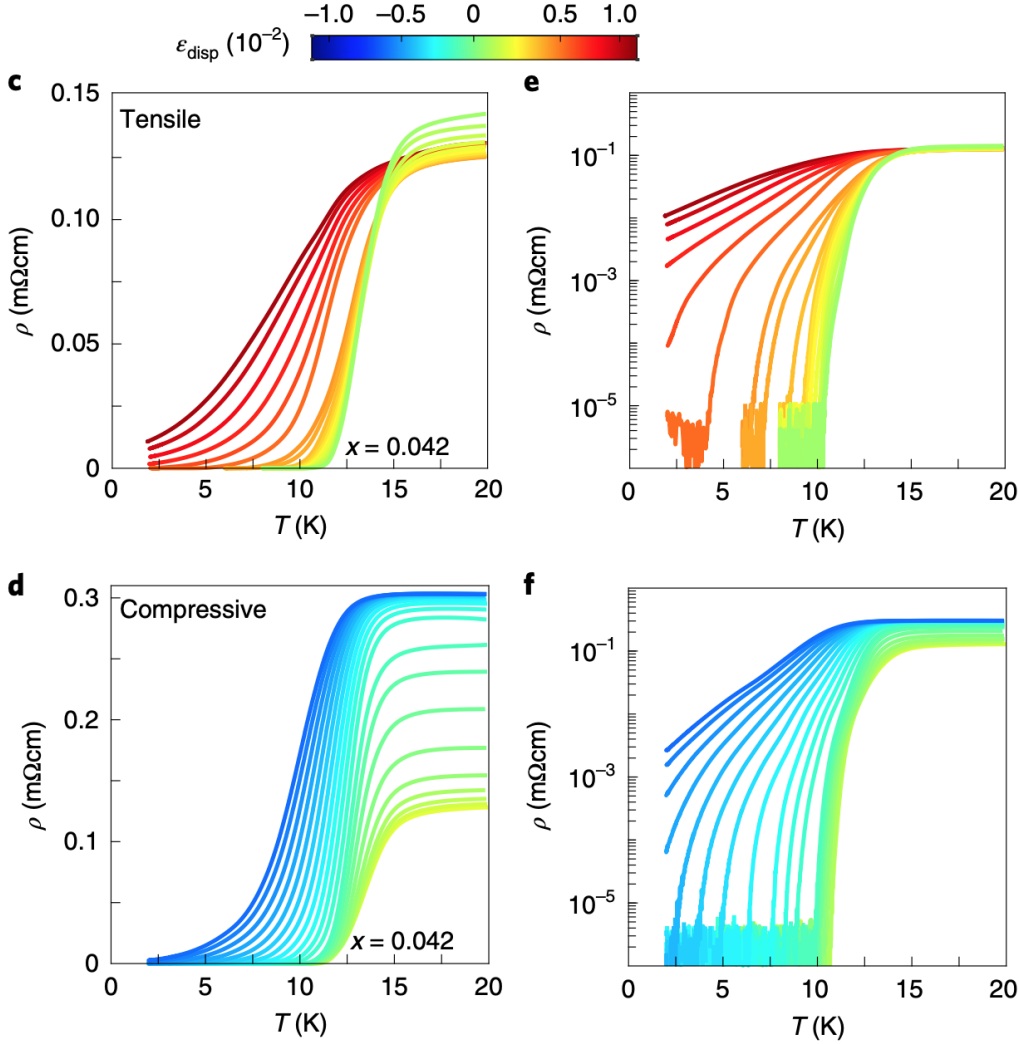 ε_disp (10⁻²)
−1.0 −0.5 0 0.5 1.0
c
Tensile
ρ (mΩcm)
0.15
0.10
0.05
0
x = 0.042
0 5 10 15 20
T (K)
e
ρ (mΩcm)
10⁻¹
10⁻³
10⁻⁵
0 5 10 15 20
T (K)
d
Compressive
ρ (mΩcm)
0.3
0.2
0.1
0
x = 0.042
0 5 10 15 20
T (K)
f
ρ (mΩcm)
10⁻¹
10⁻³
10⁻⁵
0 5 10 15 20
T (K)